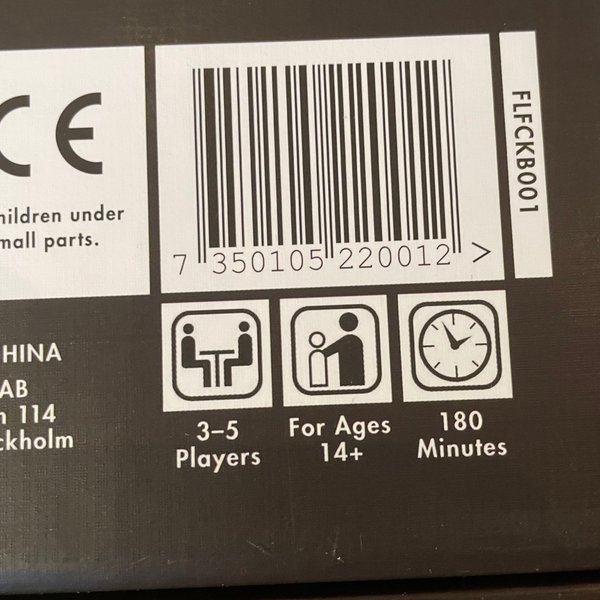 CE
hildren under
mall parts.
7 350105 220012 >
FLFCKB001
HINA
AB
114
ckholm
3-5
Players
For Ages
14+
180
Minutes